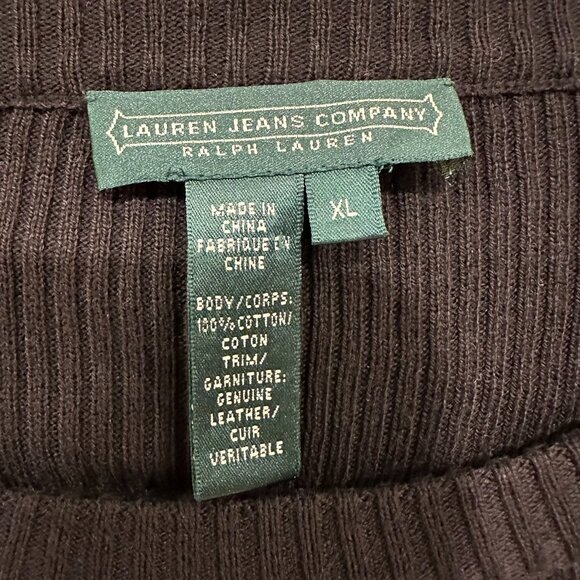 LAUREN JEANS COMPANY
RALPH LAUREN
XL
MADE IN
CHINA
FABRIQUE EN
CHINE
BODY/CORPS:
100% COTTON/
COTON
TRIM/
GARNITURE:
GENUINE
LEATHER/
CUIR
VERITABLE